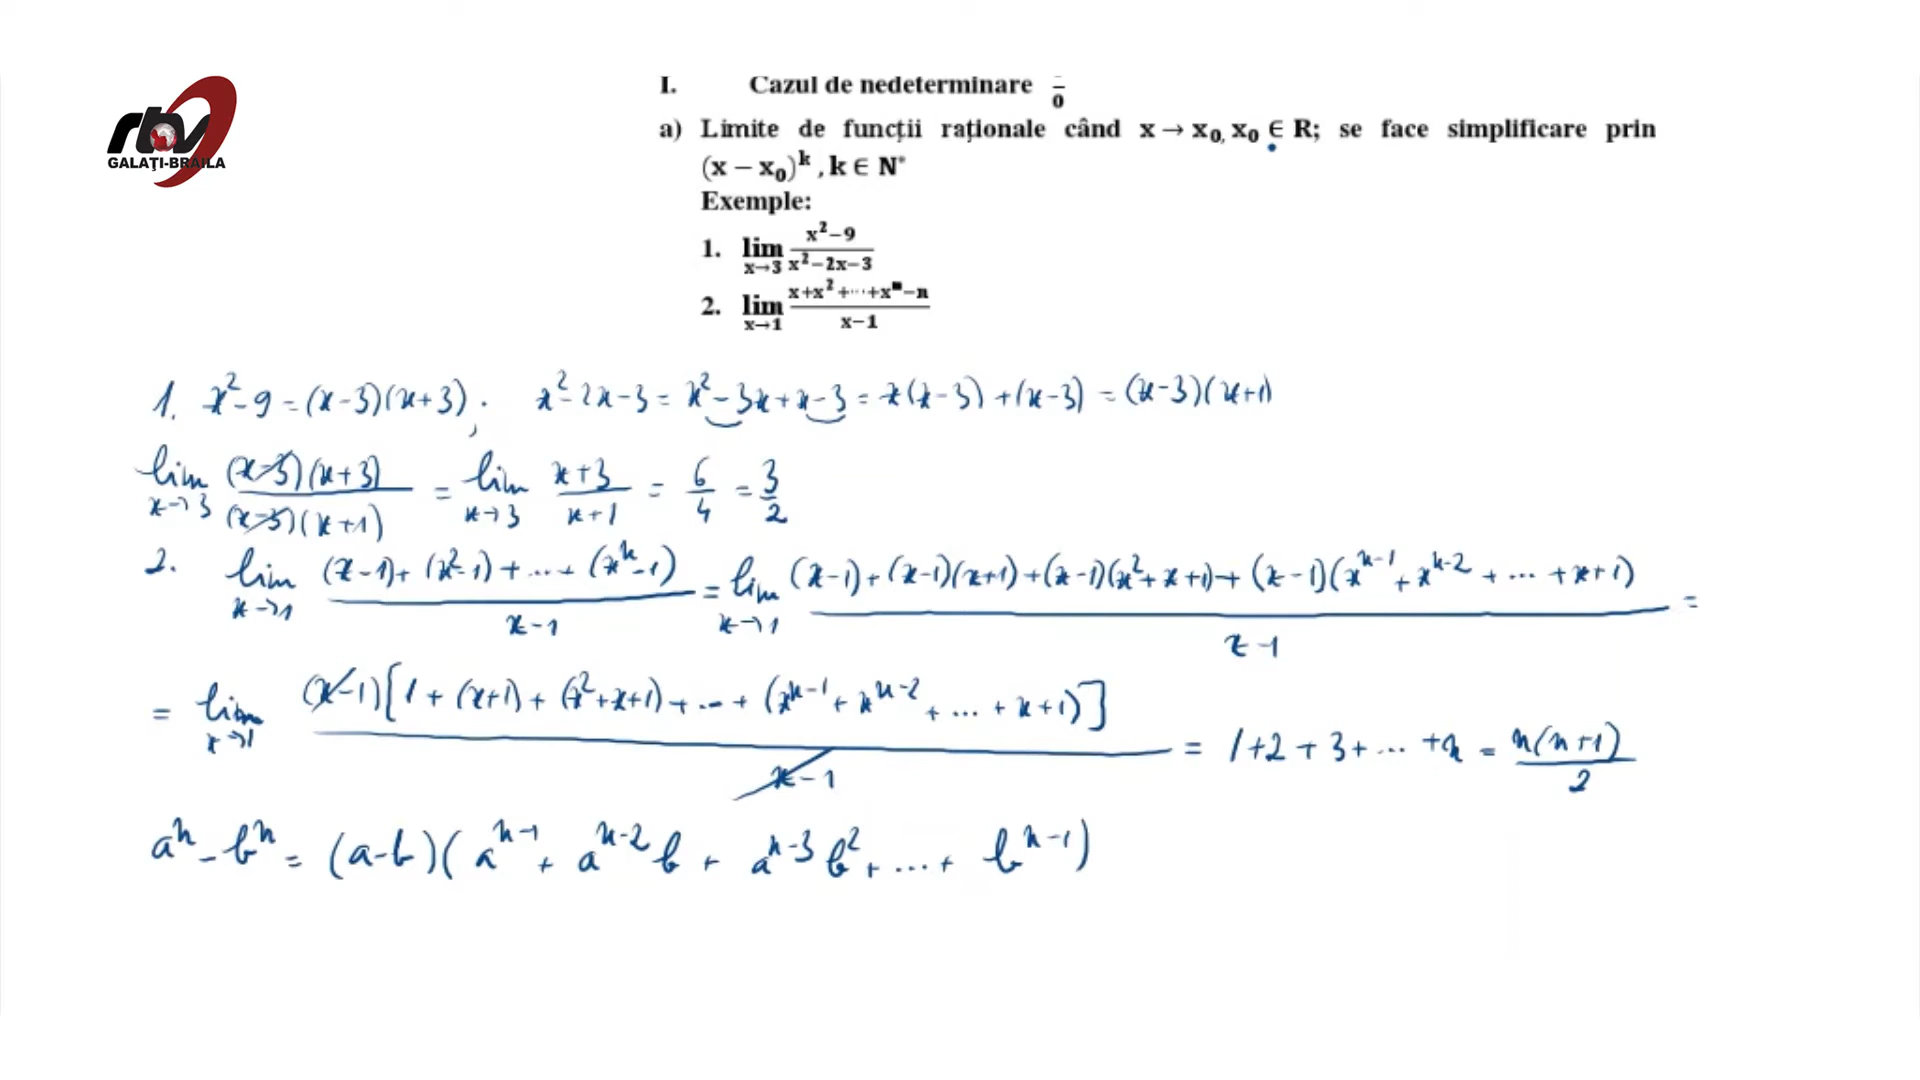 rtv
GALAŢI-BRAILA
I. Cazul de nedeterminare 0
a) Limite de funcții raționale când x → x₀, x₀ ∈ R; se face simplificare prin
(x − x₀)^k , k ∈ N*
Exemple:
1. lim x→3 (x²−9)/(x²−2x−3)
2. lim x→1 (x+x²+⋯+xⁿ−n)/(x−1)
1. x²-9 = (x-3)(x+3); x²-2x-3 = x²-3x+x-3 = x(x-3)+(x-3) = (x-3)(x+1)
lim x→3 (x-3)(x+3)/(x-3)(x+1) = lim x→3 (x+3)/(x+1) = 6/4 = 3/2
2. lim x→1 ((x-1)+(x²-1)+...+(xⁿ-1))/(x-1) = lim x→1 ((x-1)+(x-1)(x+1)+(x-1)(x²+x+1)+(x-1)(xⁿ⁻¹+xⁿ⁻²+...+x+1))/(x-1) =
= lim x→1 (x-1)[1+(x+1)+(x²+x+1)+...+(xⁿ⁻¹+xⁿ⁻²+...+x+1)]/(x-1) = 1+2+3+...+n = n(n+1)/2
aⁿ-bⁿ = (a-b)(aⁿ⁻¹+aⁿ⁻²b+aⁿ⁻³b²+...+bⁿ⁻¹)